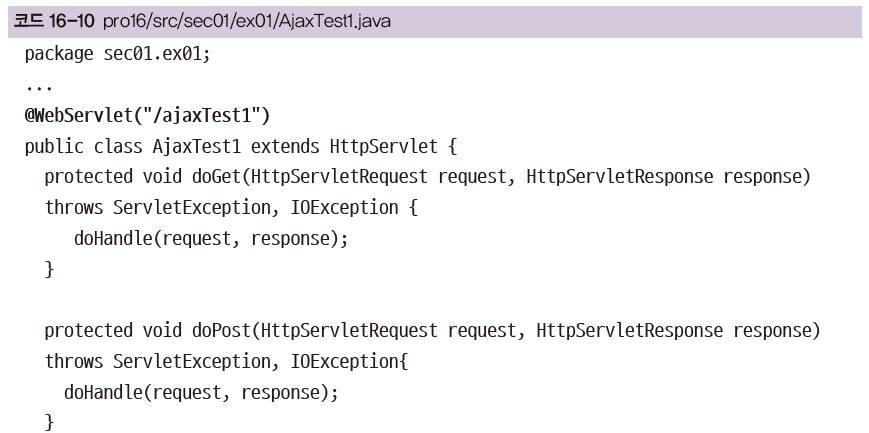 코드 16-10 pro16/src/sec01/ex01/AjaxTest1.java
package sec01.ex01;
...
@WebServlet("/ajaxTest1")
public class AjaxTest1 extends HttpServlet {
protected void doGet(HttpServletRequest request, HttpServletResponse response)
throws ServletException, IOException {
doHandle(request, response);
}
protected void doPost(HttpServletRequest request, HttpServletResponse response)
throws ServletException, IOException{
doHandle(request, response);
}